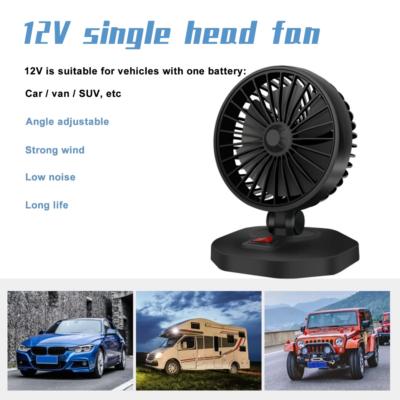 12V single head fan
12V is suitable for vehicles with one battery:
Car / van / SUV, etc
Angle adjustable
Strong wind
Low noise
Long life